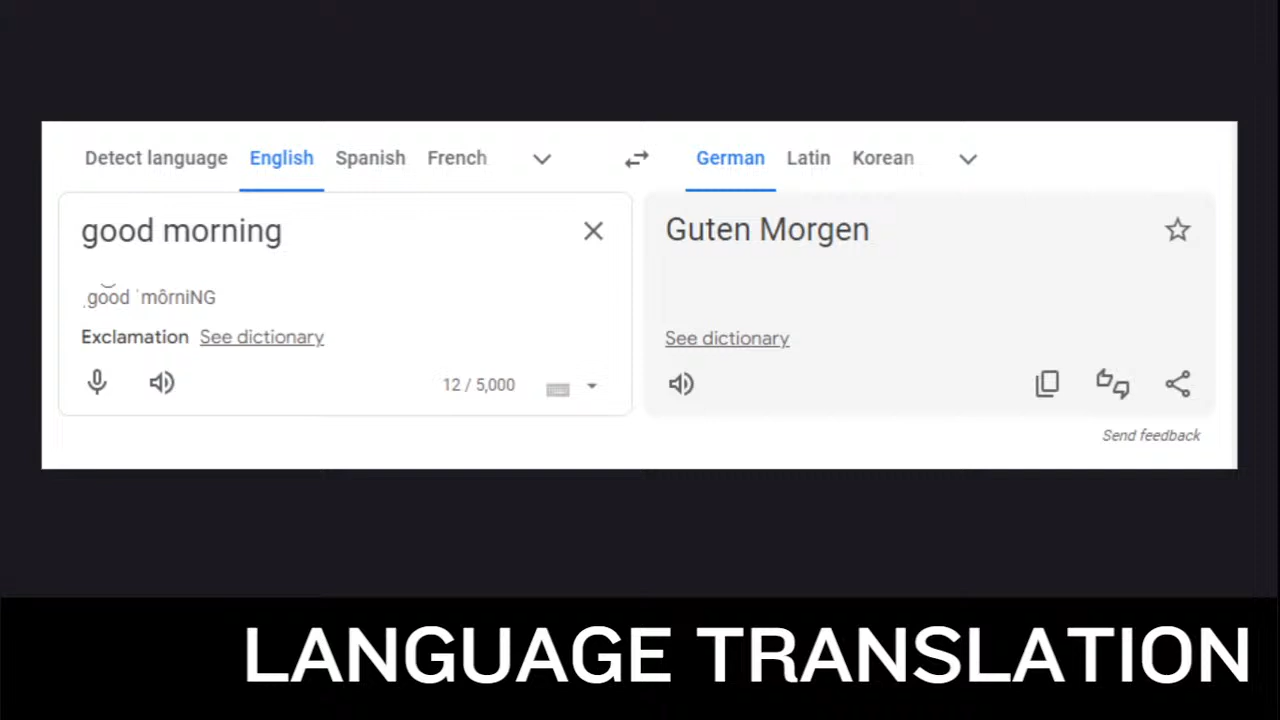 Detect language English Spanish French German Latin Korean
good morning
ˌgo͝od ˈmôrniNG
Exclamation See dictionary
12 / 5,000
Guten Morgen
See dictionary
Send feedback
LANGUAGE TRANSLATION